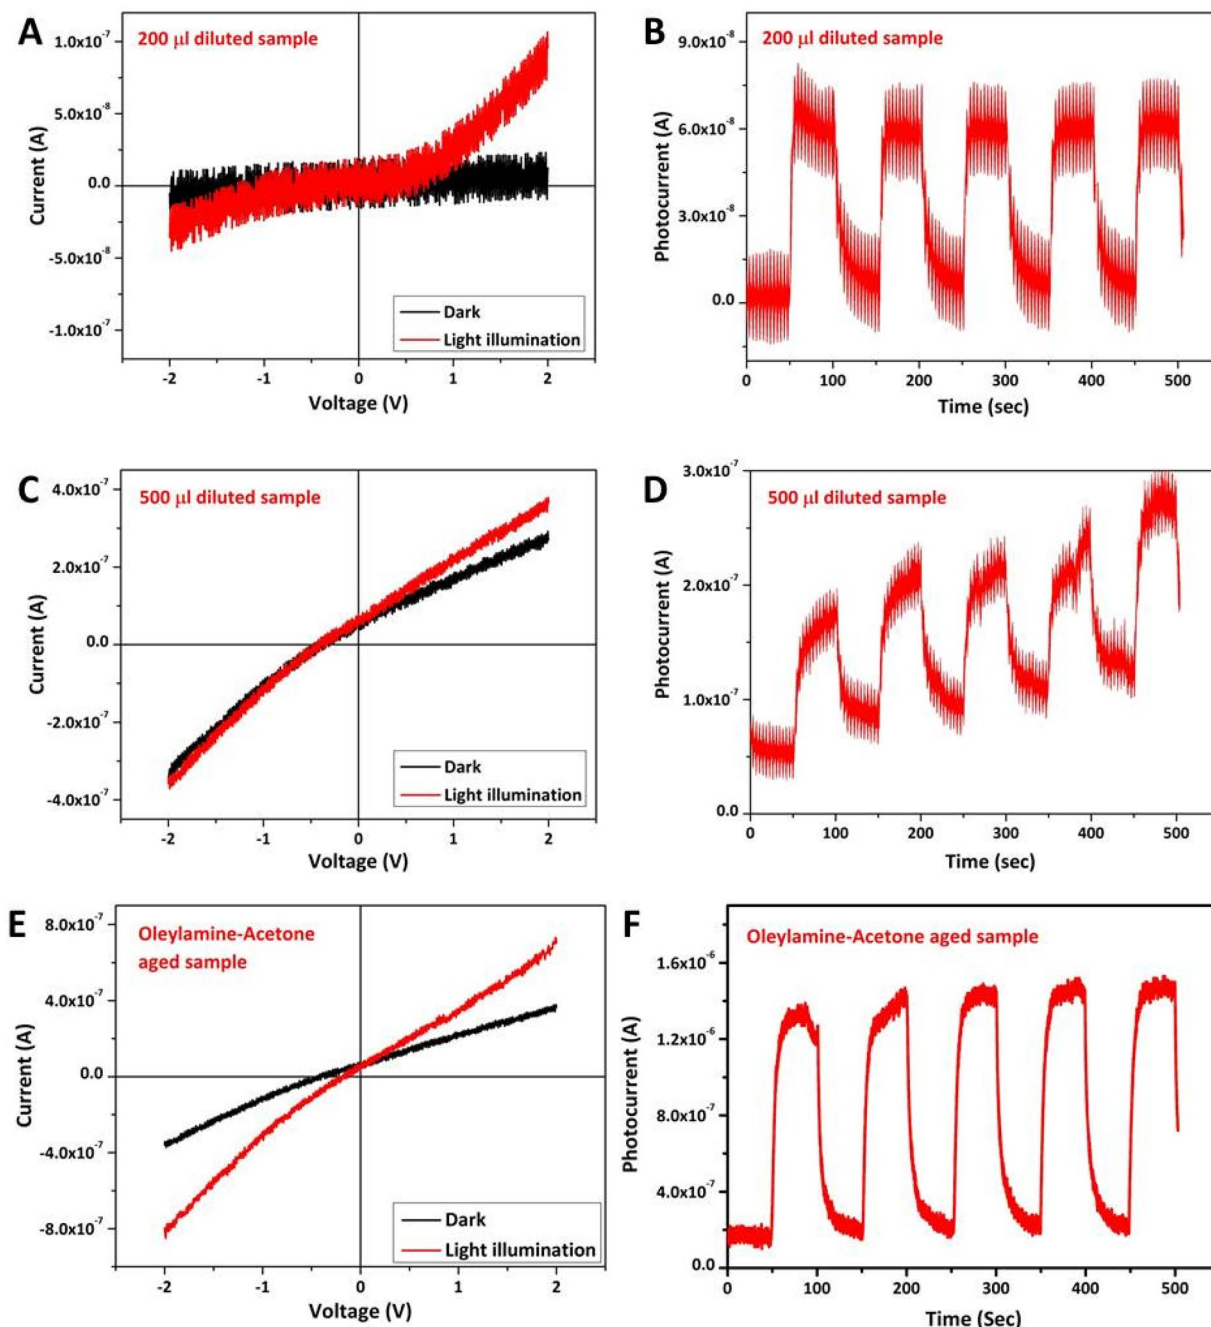 A
200 μl diluted sample
1.0x10⁻⁷
5.0x10⁻⁸
0.0
-5.0x10⁻⁸
-1.0x10⁻⁷
Current (A)
Dark
Light illumination
-2 -1 0 1 2
Voltage (V)
B
9.0x10⁻⁸
200 μl diluted sample
6.0x10⁻⁸
3.0x10⁻⁸
0.0
Photocurrent (A)
0 100 200 300 400 500
Time (sec)
C
500 μl diluted sample
4.0x10⁻⁷
2.0x10⁻⁷
0.0
-2.0x10⁻⁷
-4.0x10⁻⁷
Current (A)
Dark
Light illumination
-2 -1 0 1 2
Voltage (V)
D
3.0x10⁻⁷
500 μl diluted sample
2.0x10⁻⁷
1.0x10⁻⁷
0.0
Photocurrent (A)
0 100 200 300 400 500
Time (sec)
E
8.0x10⁻⁷
Oleylamine-Acetone
aged sample
4.0x10⁻⁷
0.0
-4.0x10⁻⁷
-8.0x10⁻⁷
Current (A)
Dark
Light illumination
-2 -1 0 1 2
Voltage (V)
F
Oleylamine-Acetone aged sample
1.6x10⁻⁶
1.2x10⁻⁶
8.0x10⁻⁷
4.0x10⁻⁷
0.0
Photocurrent (A)
0 100 200 300 400 500
Time (Sec)